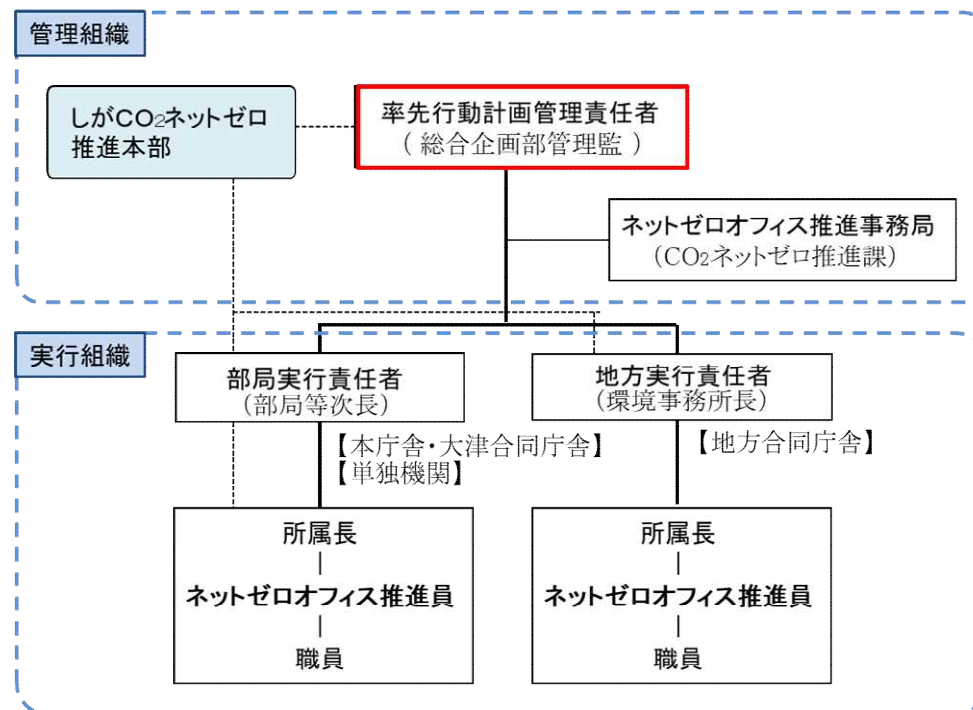 管理組織
しがCO₂ネットゼロ
推進本部
率先行動計画管理責任者
（ 総合企画部管理監 ）
ネットゼロオフィス推進事務局
（CO₂ネットゼロ推進課）
実行組織
部局実行責任者
（部局等次長）
地方実行責任者
（環境事務所長）
【本庁舎・大津合同庁舎】
【単独機関】
【地方合同庁舎】
所属長
ネットゼロオフィス推進員
職員
所属長
ネットゼロオフィス推進員
職員